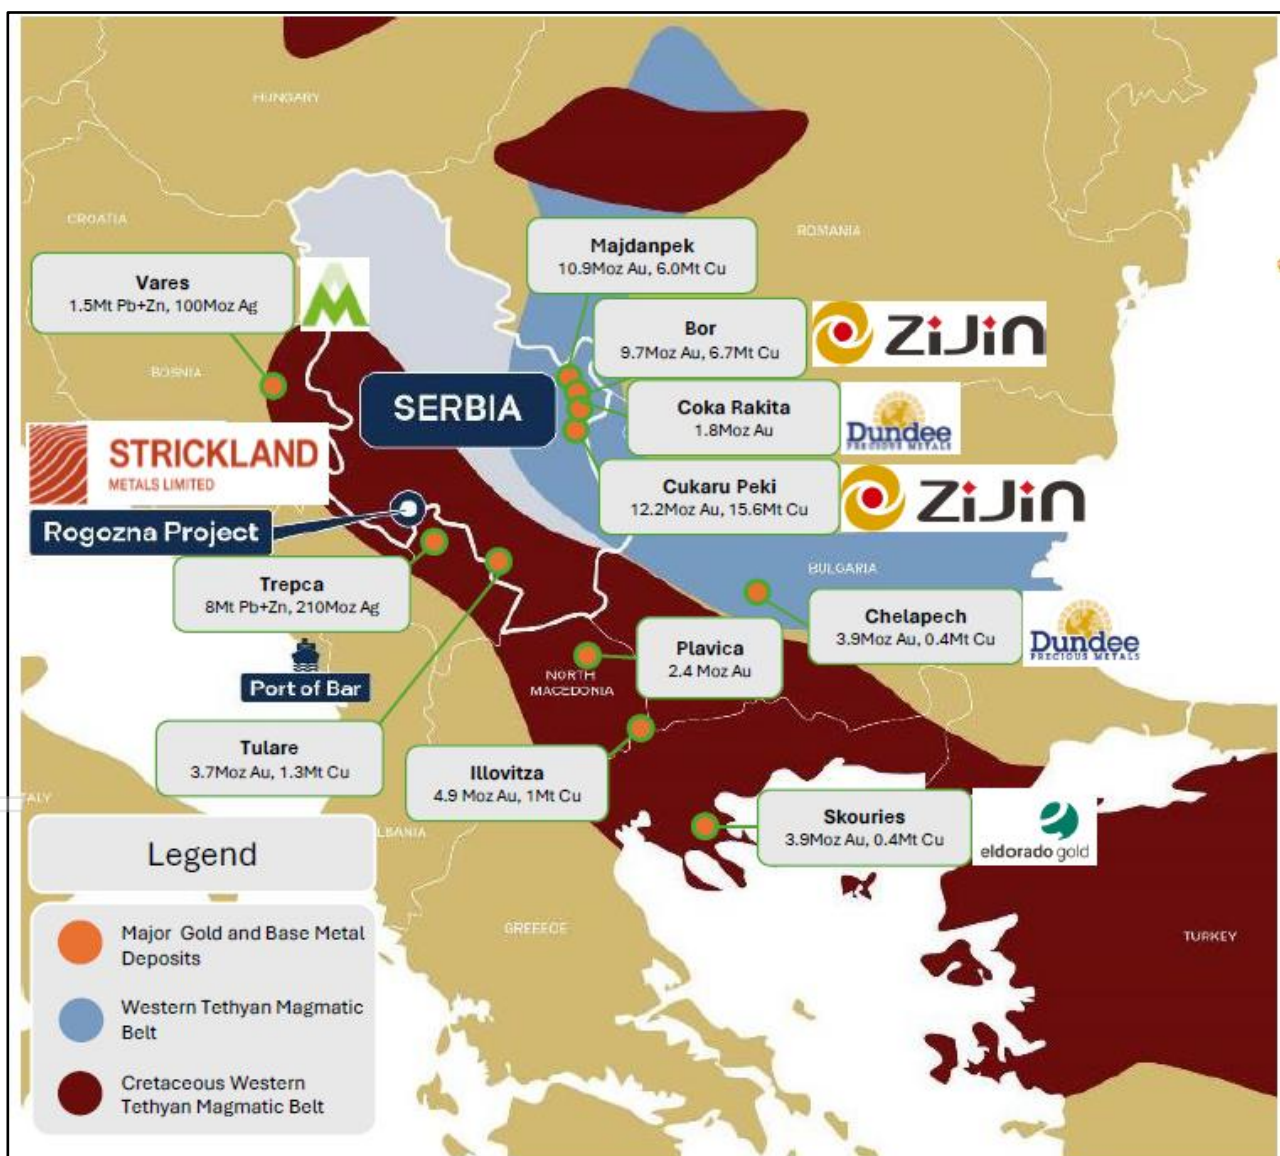 HUNGARY
CROATIA
ROMANIA
Majdanpek
10.9Moz Au, 6.0Mt Cu
Vares
1.5Mt Pb+Zn, 100Moz Ag
Bor
9.7Moz Au, 6.7Mt Cu
ZiJin
BOSNIA
SERBIA
Coka Rakita
1.8Moz Au
Dundee
PRECIOUS METALS
STRICKLAND
METALS LIMITED
Cukaru Peki
12.2Moz Au, 15.6Mt Cu
ZiJin
Rogozna Project
BULGARIA
Trepca
8Mt Pb+Zn, 210Moz Ag
Chelapech
3.9Moz Au, 0.4Mt Cu
Dundee
PRECIOUS METALS
Plavica
2.4 Moz Au
NORTH
MACEDONIA
Port of Bar
Tulare
3.7Moz Au, 1.3Mt Cu
Illovitza
4.9 Moz Au, 1Mt Cu
Skouries
3.9Moz Au, 0.4Mt Cu
eldorado gold
TALY
LBANIA
GREEECE
TURKEY
Legend
Major Gold and Base Metal
Deposits
Western Tethyan Magmatic
Belt
Cretaceous Western
Tethyan Magmatic Belt